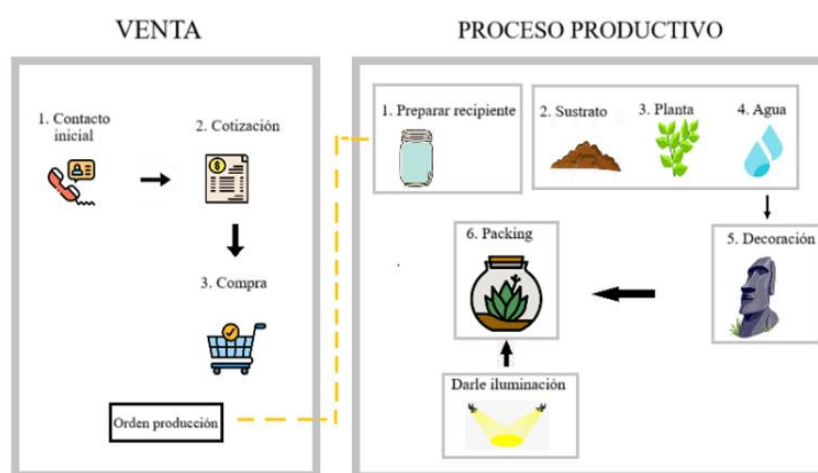 VENTA
1. Contacto
inicial
2. Cotización
3. Compra
Orden producción
PROCESO PRODUCTIVO
1. Preparar recipiente
2. Sustrato
3. Planta
4. Agua
5. Decoración
6. Packing
Darle iluminación